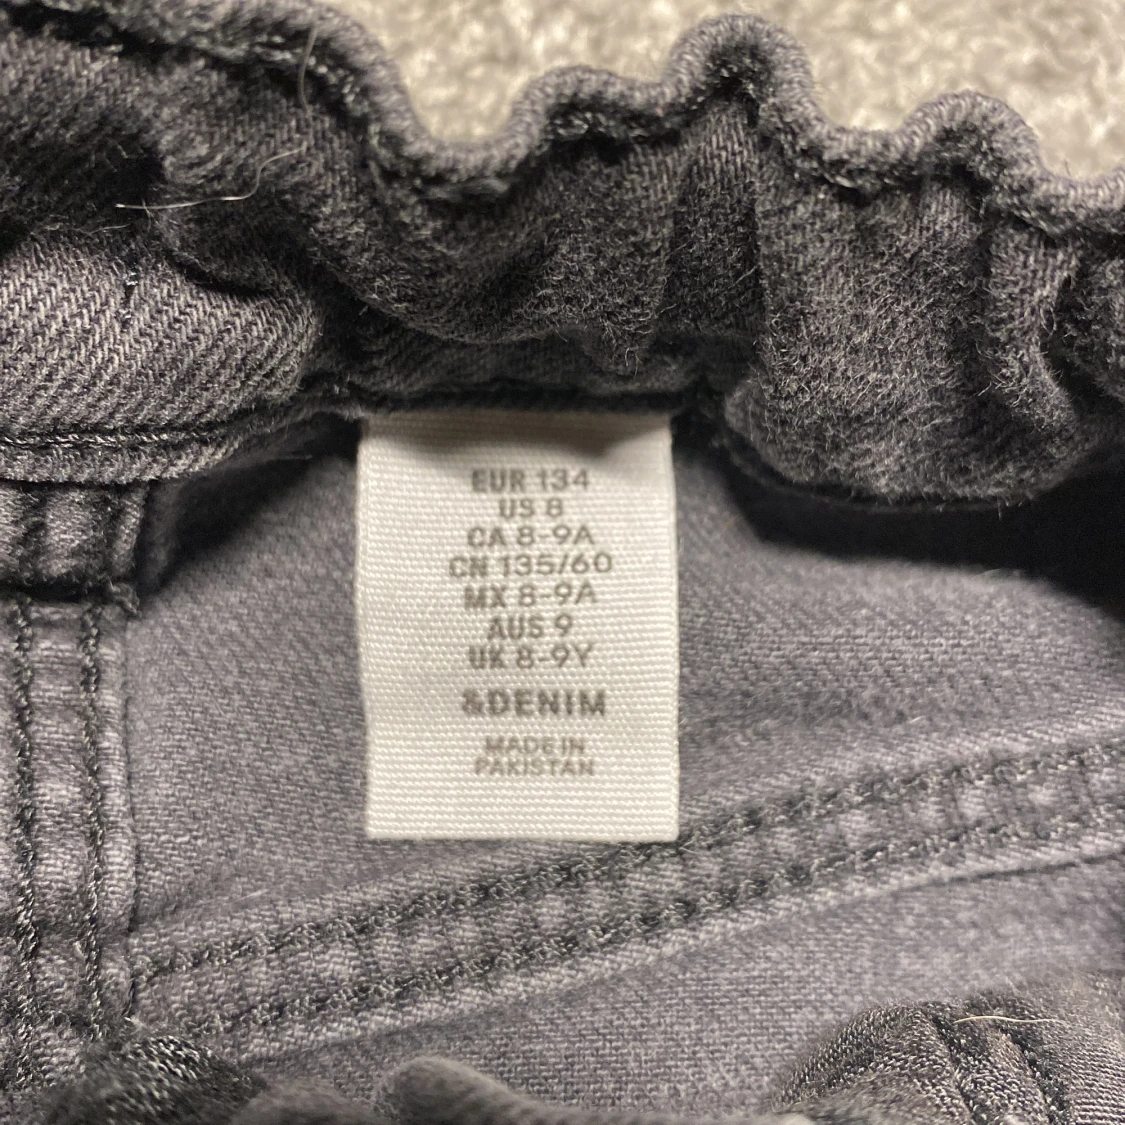 EUR 134
US 8
CA 8-9A
CN 135/60
MX 8-9A
AUS 9
UK 8-9Y
&DENIM
MADE IN
PAKISTAN